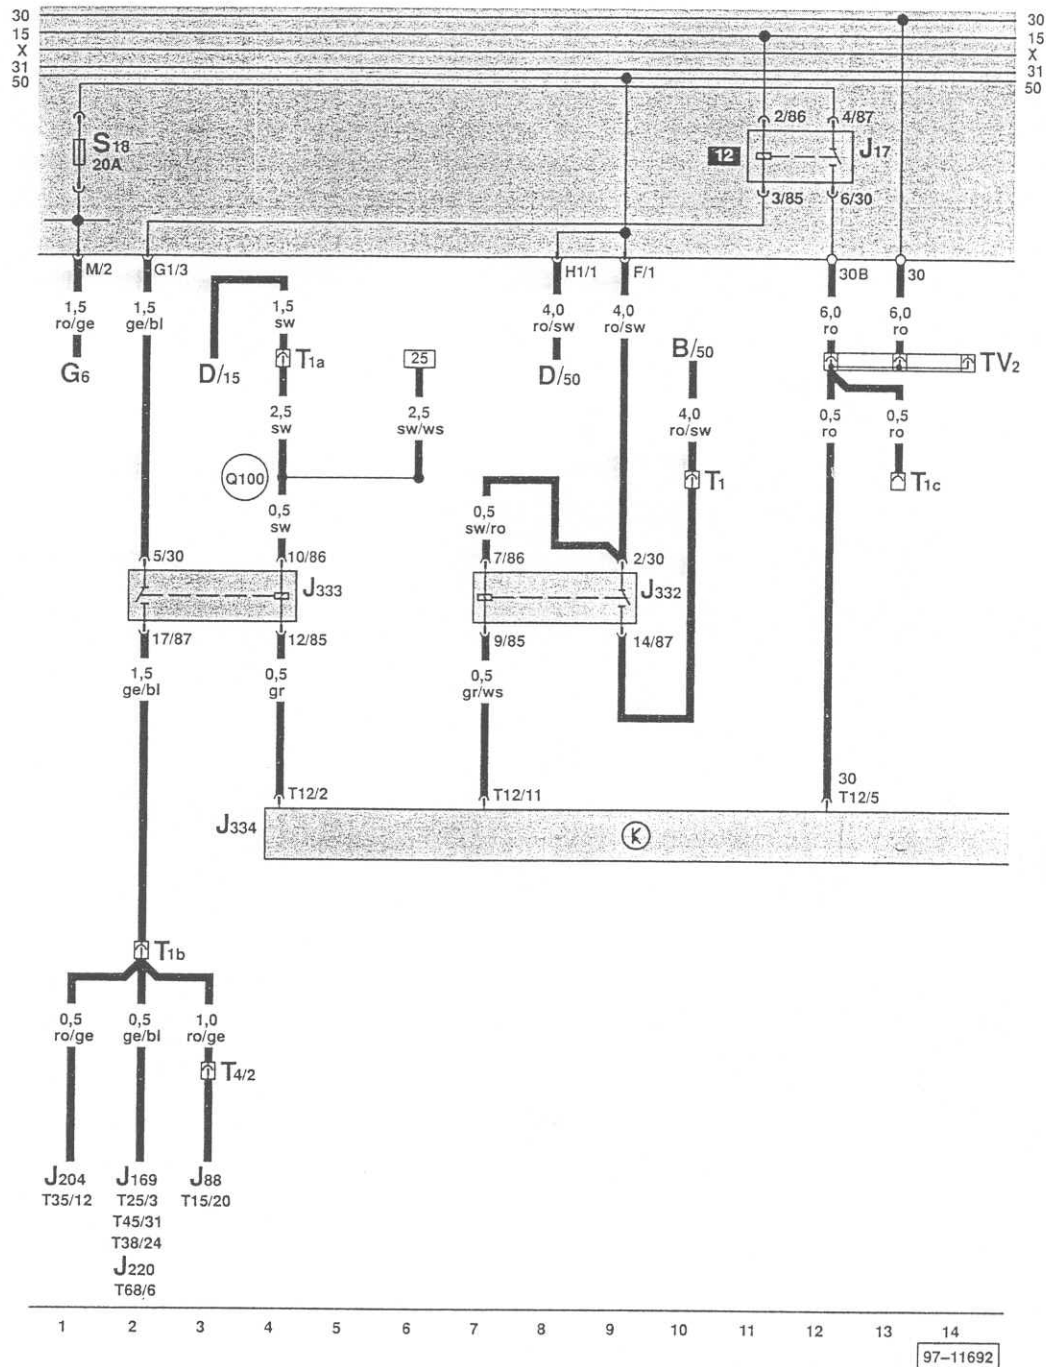 30 30
15 15
X X
31 31
50 50
2/86 4/87
S18
20A
12
J17
3/85 6/30
M/2 G1/3 H1/1 F/1 30B 30
1,5 1,5 1,5 4,0 4,0 6,0 6,0
ro/ge ge/bl sw ro/sw ro/sw ro ro
T1a 25 B/50 TV2
G6 D/15 D/50
2,5 2,5 4,0 0,5 0,5
sw sw/ws ro/sw ro ro
Q100 T1 T1c
0,5 0,5
sw sw/ro
5/30 10/86 7/86 2/30
J333 J332
17/87 12/85 9/85 14/87
1,5 0,5 0,5
ge/bl gr gr/ws
30
T12/2 T12/11 T12/5
J334 K
T1b
0,5 0,5 1,0
ro/ge ge/bl ro/ge
T4/2
J204 J169 J88
T35/12 T25/3 T15/20
T45/31
T38/24
J220
T68/6
1 2 3 4 5 6 7 8 9 10 11 12 13 14
97–11692